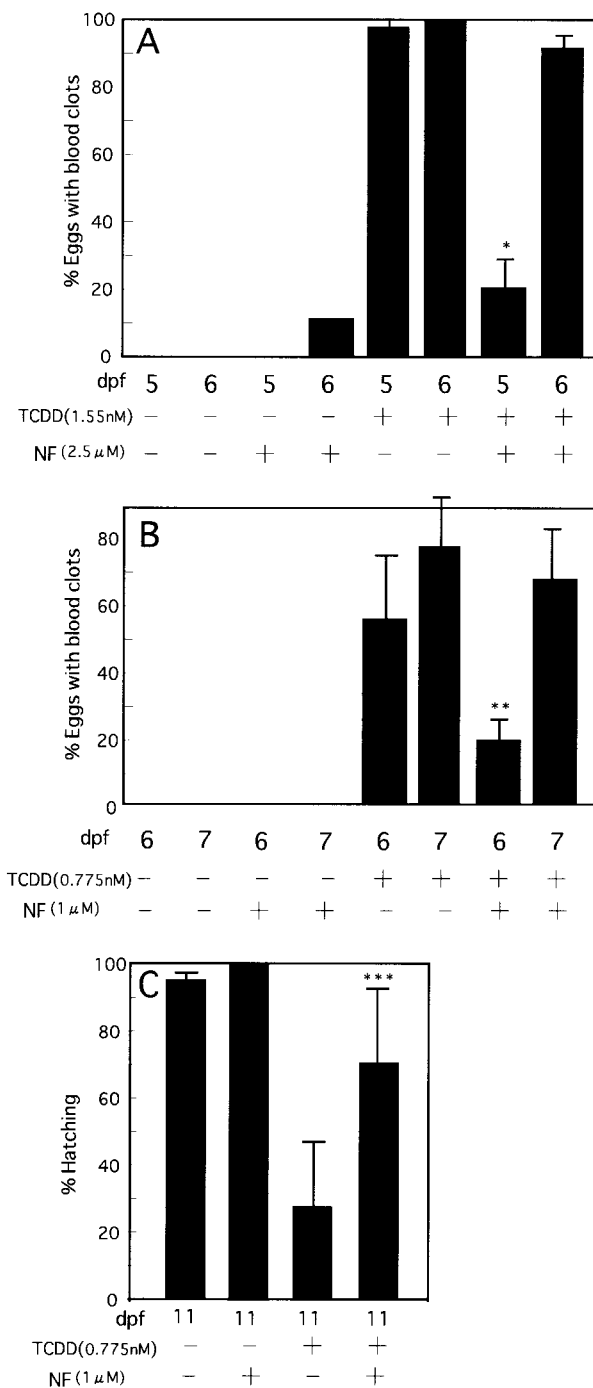 A
% Eggs with blood clots
100
80
60
40
20
0
*
dpf 5 6 5 6 5 6 5 6
TCDD(1.55nM) − − − − + + + +
NF(2.5μM) − − + + − − + +
B
% Eggs with blood clots
80
60
40
20
0
**
dpf 6 7 6 7 6 7 6 7
TCDD(0.775nM) − − − − + + + +
NF(1μM) − − + + − − + +
C
% Hatching
100
80
60
40
20
0
***
dpf 11 11 11 11
TCDD(0.775nM) − − + +
NF(1μM) − + − +